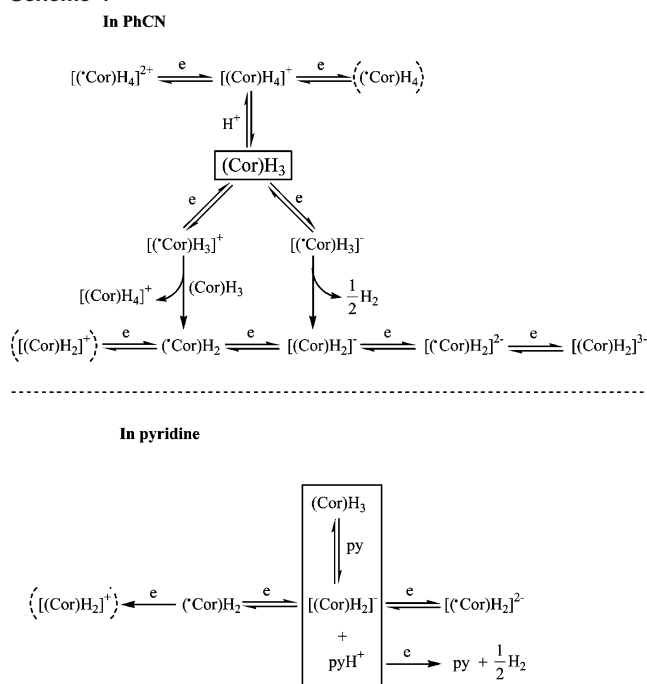 In PhCN
[(•Cor)H₄]²⁺ e [(Cor)H₄]⁺ e (•Cor)H₄)
H⁺
(Cor)H₃
e e
[(•Cor)H₃]⁺ [(•Cor)H₃]⁻
[(Cor)H₄]⁺ (Cor)H₃ 1/2 H₂
([(Cor)H₂]⁺) e (•Cor)H₂ e [(Cor)H₂]⁻ e [(•Cor)H₂]²⁻ e [(Cor)H₂]³⁻
In pyridine
(Cor)H₃
py
([(Cor)H₂]⁺) e (•Cor)H₂ e [(Cor)H₂]⁻ e [(•Cor)H₂]²⁻
+
pyH⁺ e py + 1/2 H₂